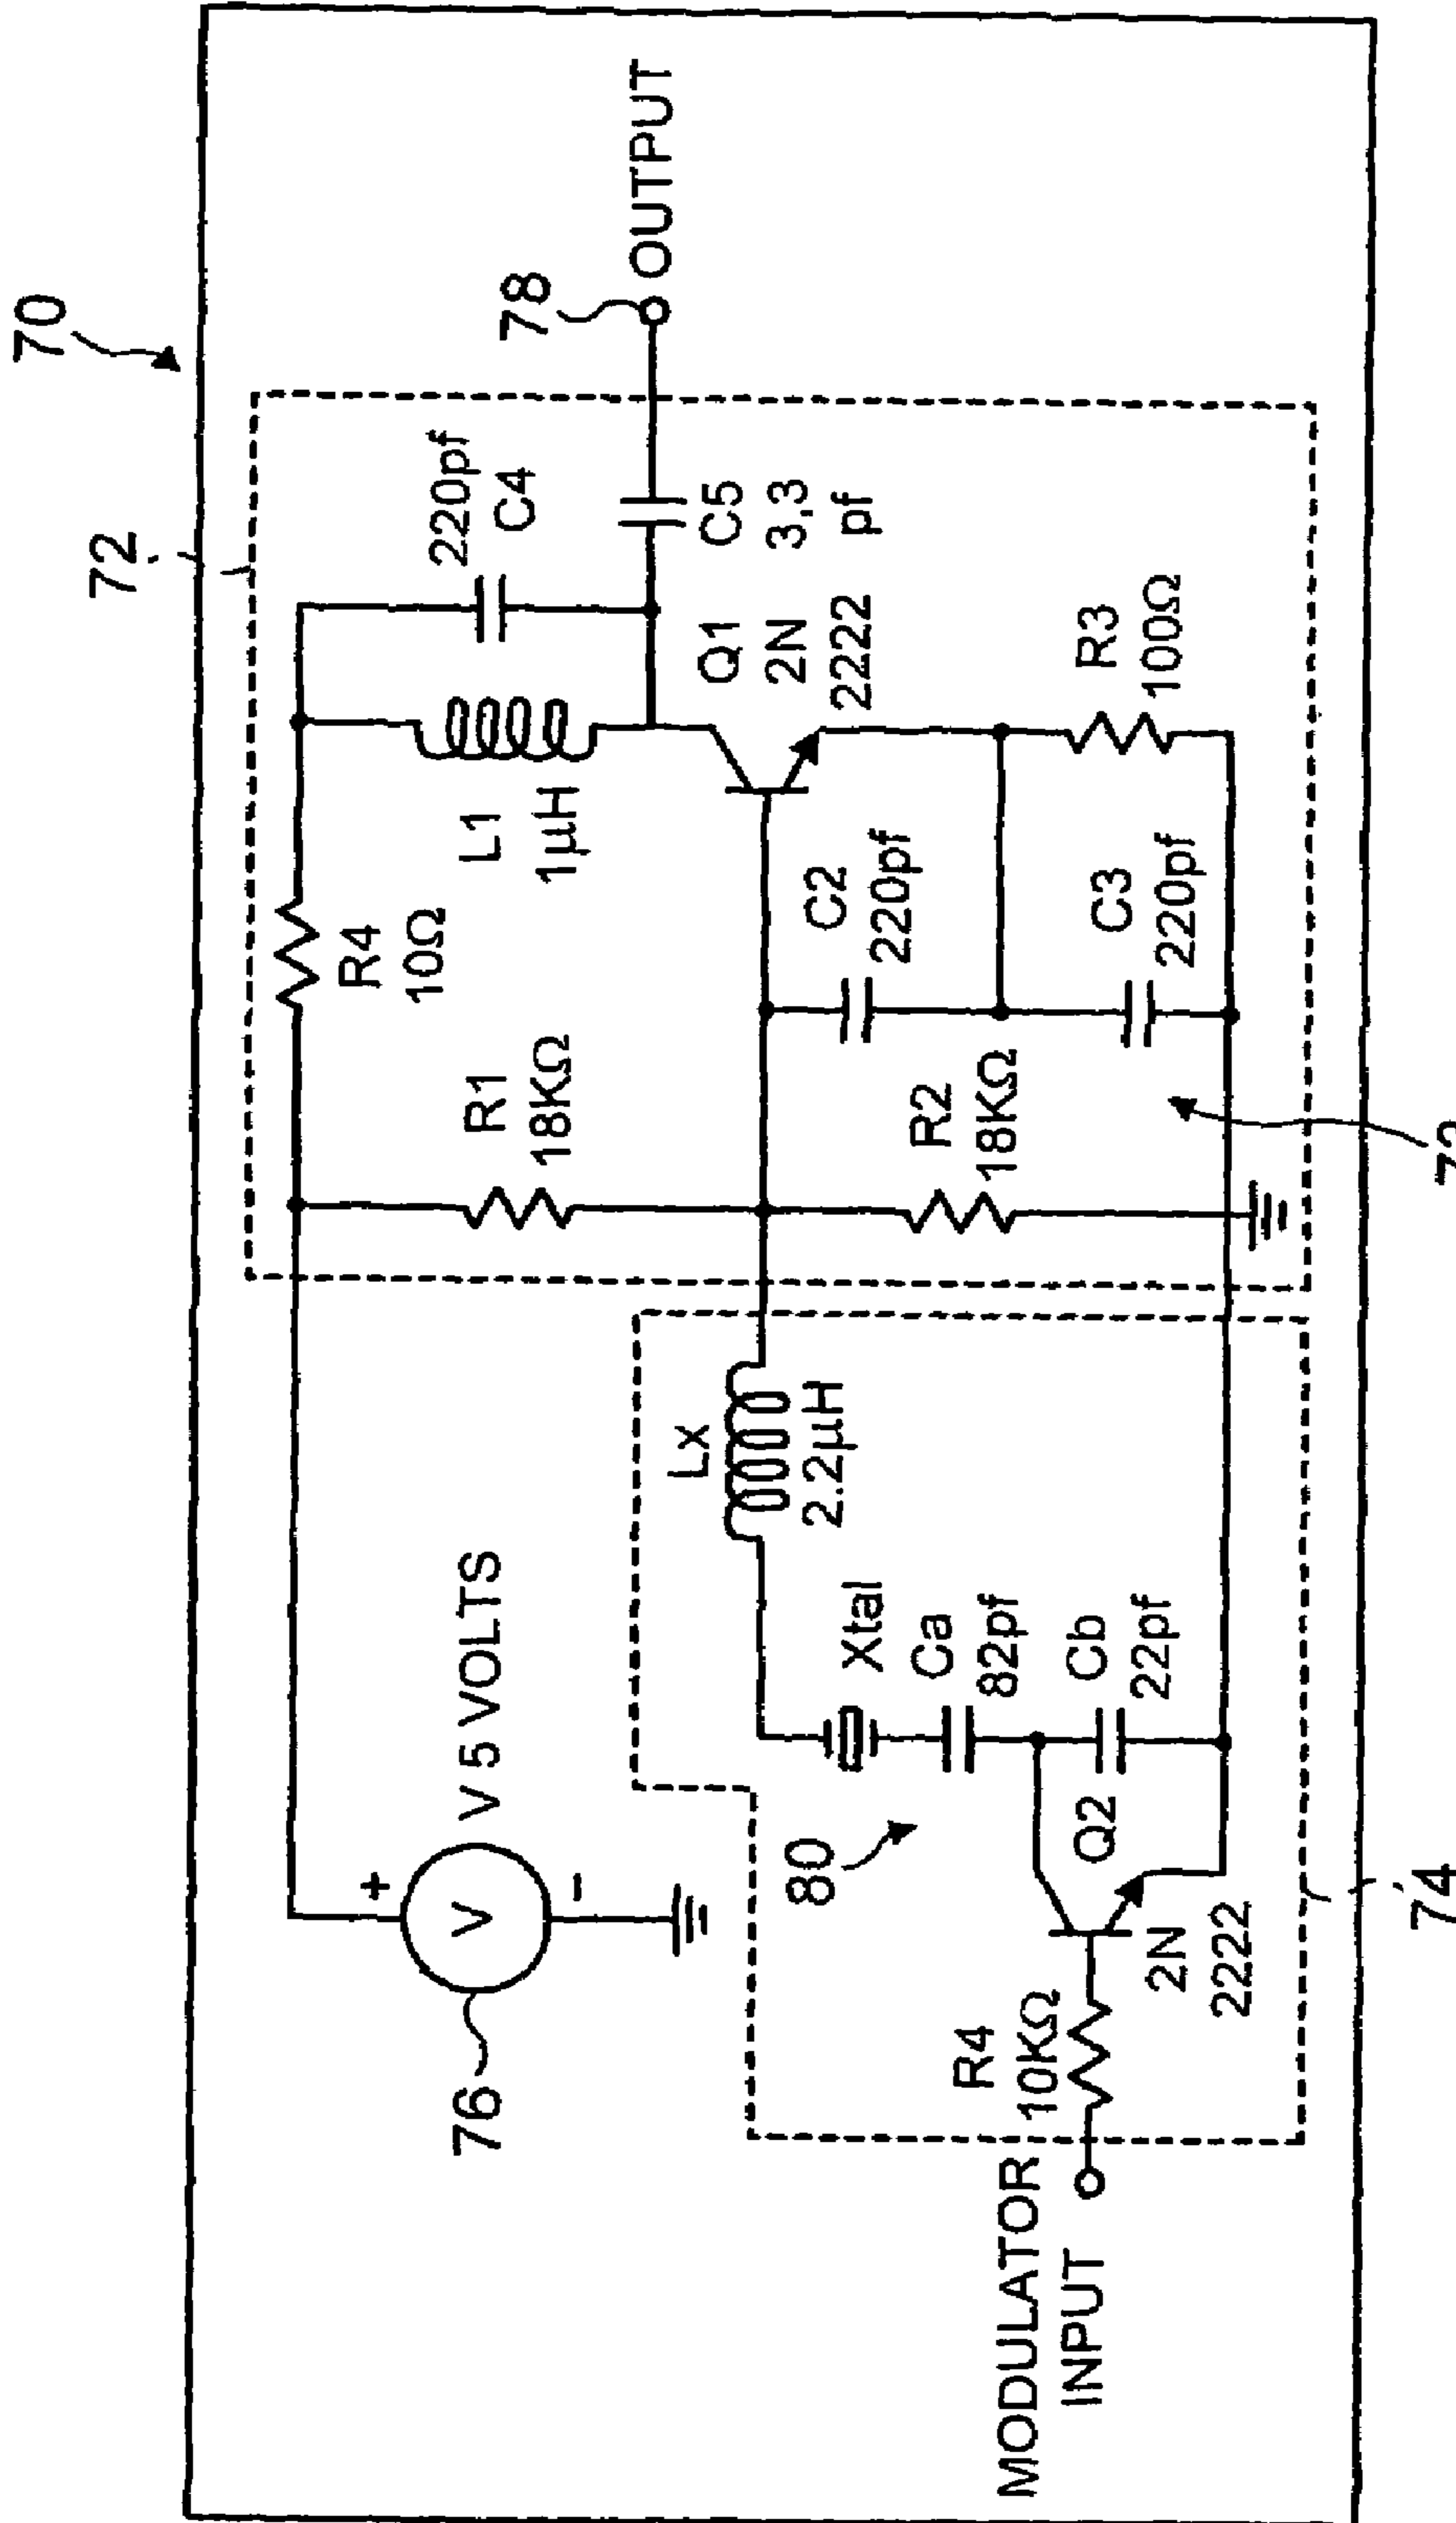 70
72
78
OUTPUT
R4
10Ω
L1
1µH
220pf
C4
C5
3,3
pf
Q1
2N
2222
R1
18KΩ
R2
18KΩ
C2
220pf
C3
220pf
R3
100Ω
V 5 VOLTS
+
V
−
76
Lx
2.2µH
Xtal
Ca
82pf
Cb
22pf
80
Q2
2N
2222
R4
10KΩ
MODULATOR
INPUT
74